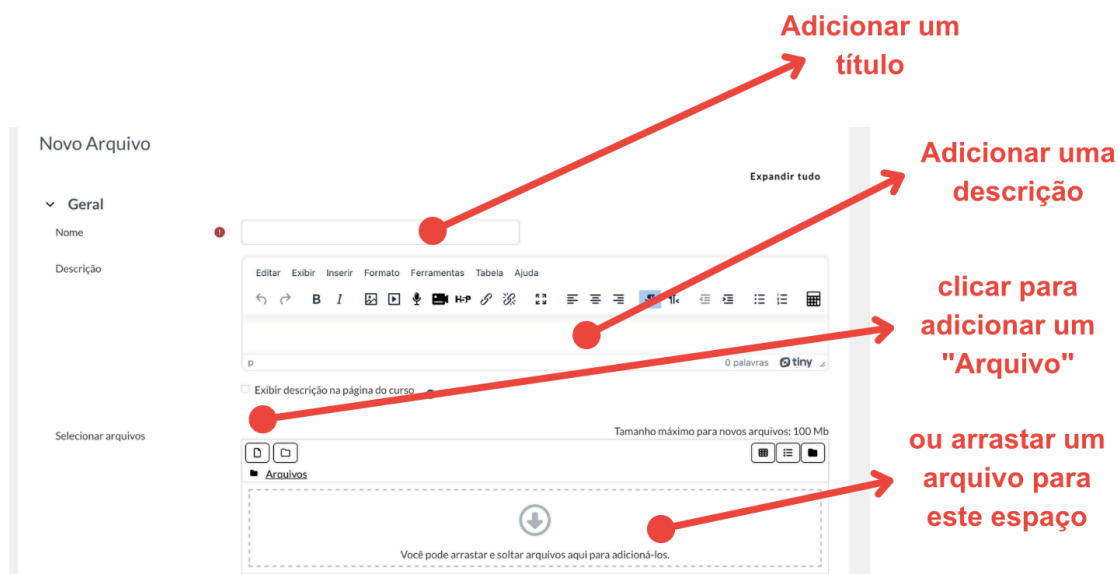 Adicionar um
título
Novo Arquivo
Adicionar uma
descrição
Expandir tudo
Geral
Nome
Descrição
Editar Exibir Inserir Formato Ferramentas Tabela Ajuda
B I H-P
p
0 palavras tiny
Exibir descrição na página do curso
clicar para
adicionar um
"Arquivo"
Selecionar arquivos
Tamanho máximo para novos arquivos: 100 Mb
Arquivos
ou arrastar um
arquivo para
este espaço
Você pode arrastar e soltar arquivos aqui para adicioná-los.